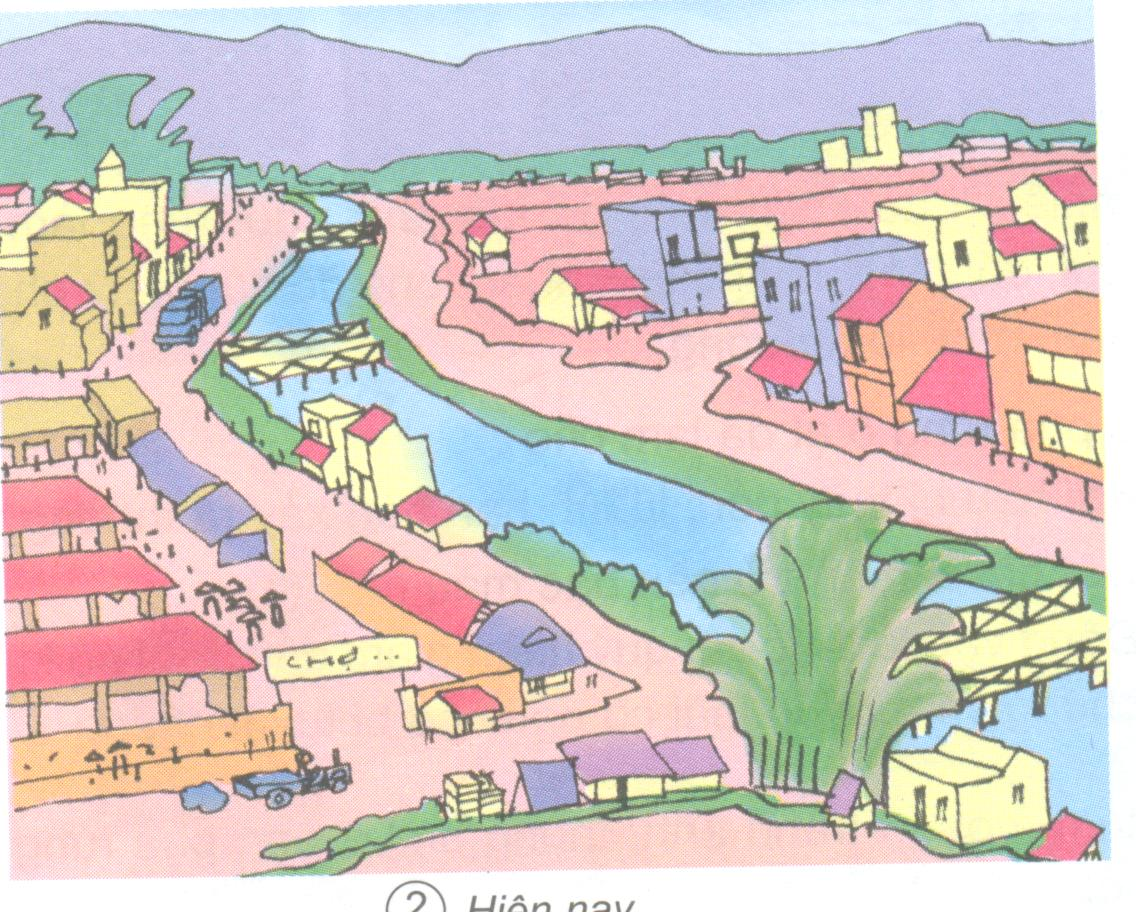 CHỢ ...
② Hiện nay